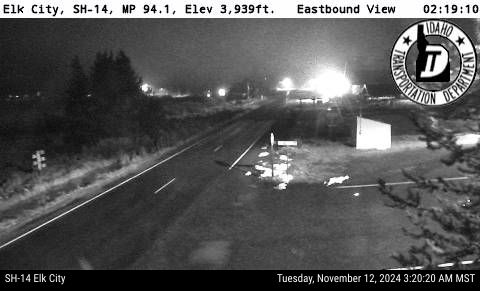 Elk City, SH-14, MP 94.1, Elev 3,939ft.   Eastbound View   02:19:10
IDAHO
TRANSPORTATION DEPARTMENT
SH-14 Elk City   Tuesday, November 12, 2024 3:20:20 AM MST